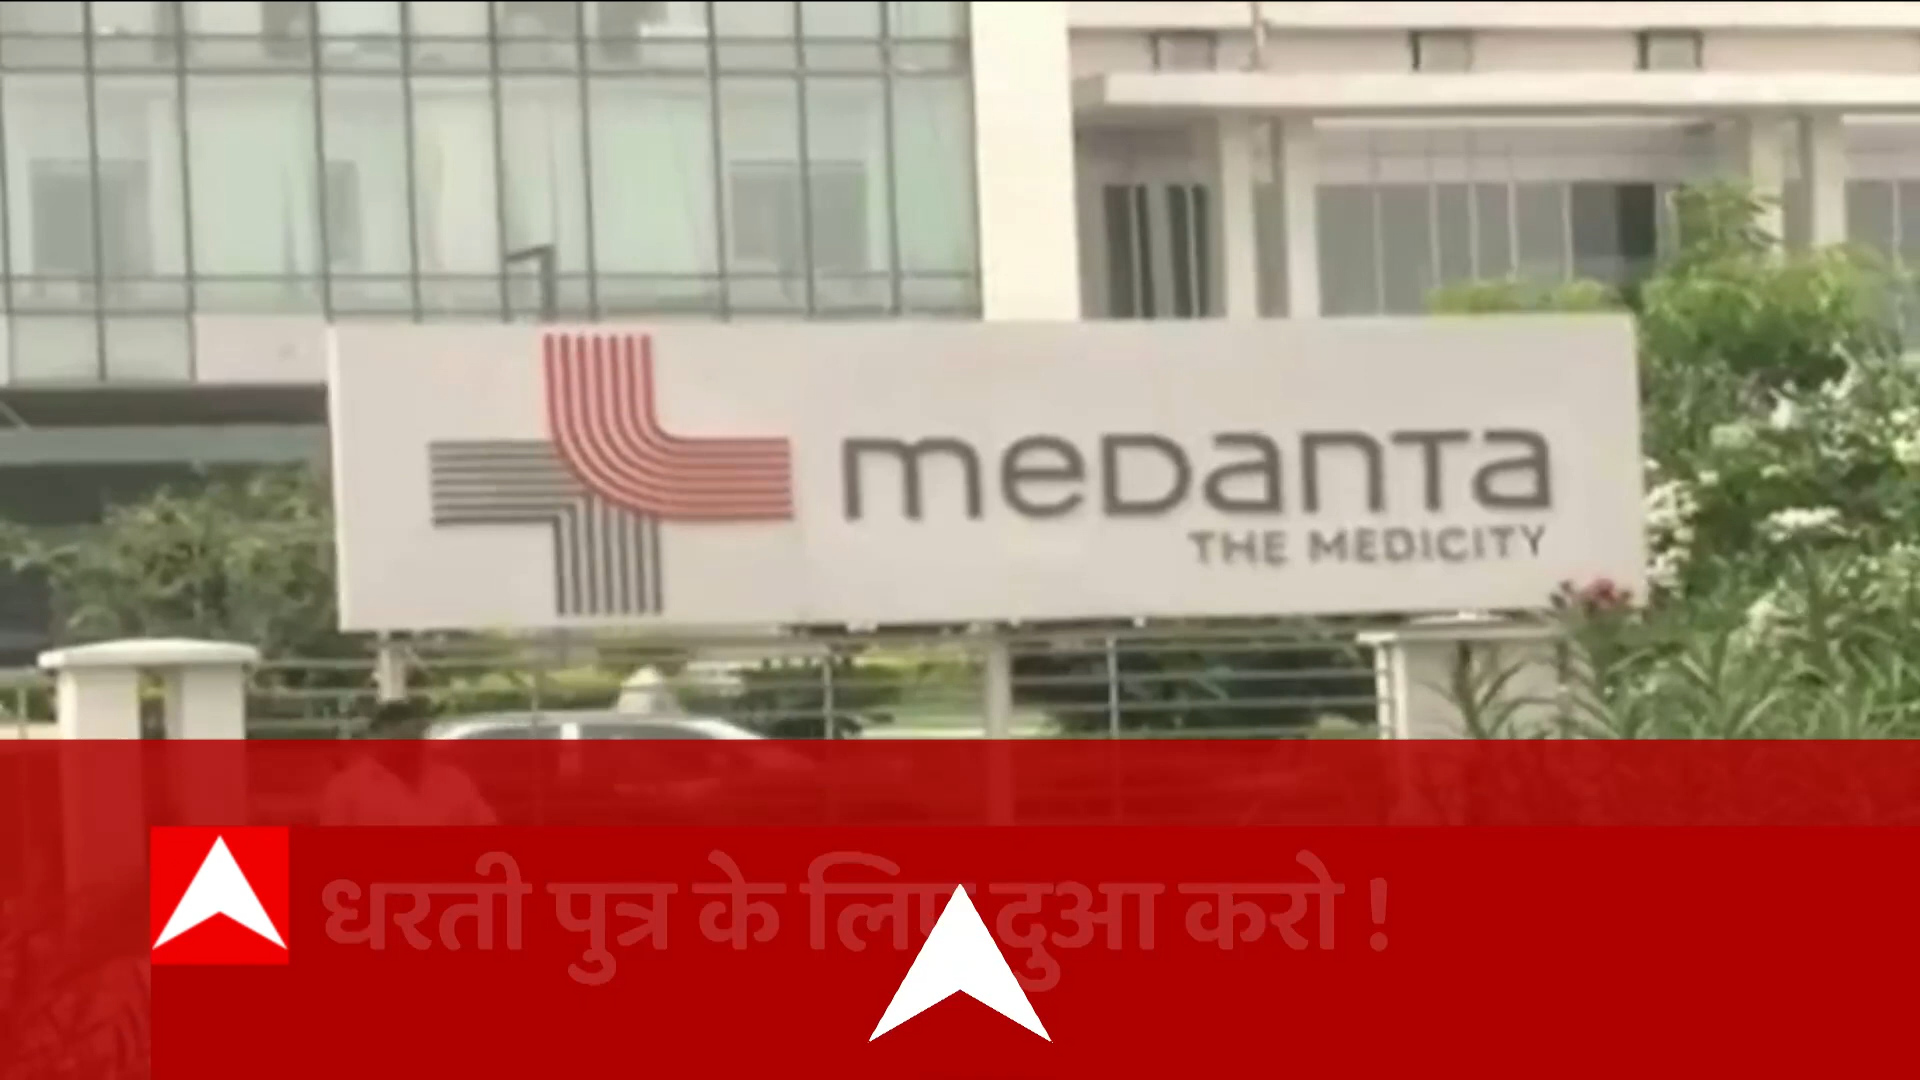 meDanTa
THE MEDICITY
धरती पुत्र के लिए दुआ करो !